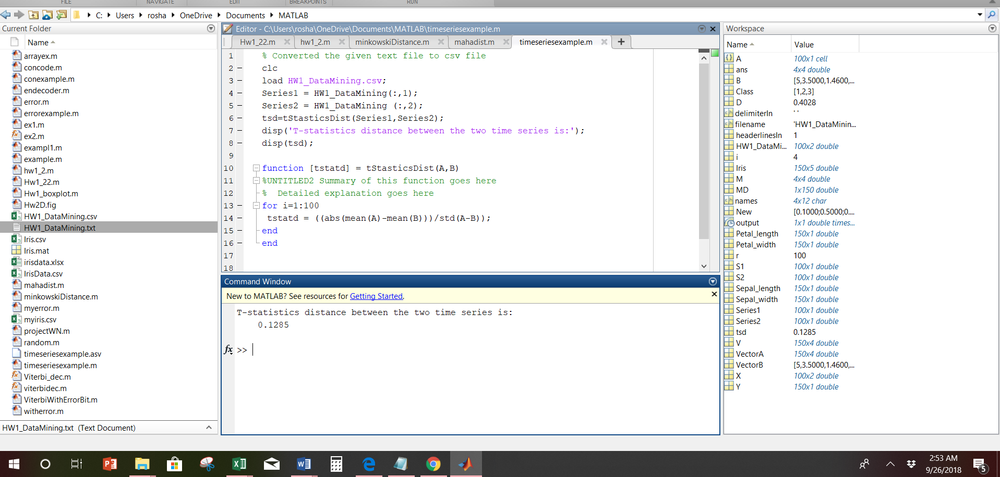 FILE NAVIGATE EDIT BREAKPOINTS RUN
C: Users rosha OneDrive Documents MATLAB
Current Folder
Name
arrayex.m
concode.m
conexample.m
endecoder.m
error.m
errorexample.m
ex1.m
ex2.m
exampl1.m
example.m
hw1_2.m
Hw1_22.m
Hw1_boxplot.m
Hw2D.fig
HW1_DataMining.csv
HW1_DataMining.txt
Iris.csv
Iris.mat
irisdata.xlsx
IrisData.csv
mahadist.m
minkowskiDistance.m
myerror.m
myiris.csv
projectWN.m
random.m
timeseriesexample.asv
timeseriesexample.m
Viterbi_dec.m
viterbidec.m
ViterbiWithErrorBit.m
witherror.m
HW1_DataMining.txt (Text Document)
Editor - C:\Users\rosha\OneDrive\Documents\MATLAB\timeseriesexample.m
Hw1_22.m hw1_2.m minkowskiDistance.m mahadist.m timeseriesexample.m
1 % Converted the given text file to csv file
2 clc
3 load HW1_DataMining.csv;
4 Series1 = HW1_DataMining(:,1);
5 Series2 = HW1_DataMining (:,2);
6 tsd=tStasticsDist(Series1,Series2);
7 disp('T-statistics distance between the two time series is:');
8 disp(tsd);
9
10 function [tstatd] = tStasticsDist(A,B)
11 %UNTITLED2 Summary of this function goes here
12 % Detailed explanation goes here
13 for i=1:100
14 tstatd = ((abs(mean(A)-mean(B)))/std(A-B));
15 end
16 end
17
18
Command Window
New to MATLAB? See resources for Getting Started.
T-statistics distance between the two time series is:
0.1285
fx >>
Workspace
Name Value
A 100x1 cell
ans 4x4 double
B [5,3.5000,1.4600,...
Class [1,2,3]
D 0.4028
delimiterIn ' '
filename 'HW1_DataMinin...
headerlinesIn 1
HW1_DataMi... 100x2 double
i 4
Iris 150x5 double
M 4x4 double
MD 1x150 double
names 4x12 char
New [0.1000;0.5000;0....
output 1x1 double times...
Petal_length 150x1 double
Petal_width 150x1 double
r 100
S1 100x1 double
S2 100x1 double
Sepal_length 150x1 double
Sepal_width 150x1 double
Series1 100x1 double
Series2 100x1 double
tsd 0.1285
V 150x4 double
VectorA 150x4 double
VectorB [5,3.5000,1.4600,...
X 100x2 double
Y 150x1 double
2:53 AM
9/26/2018
5